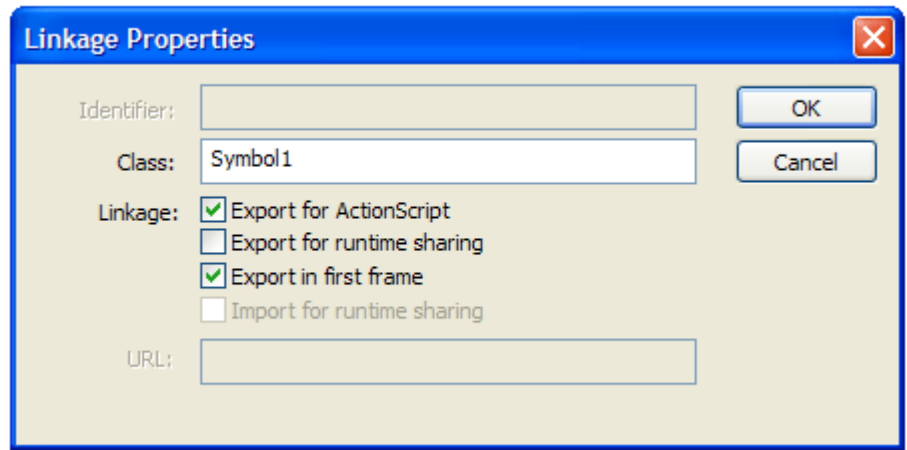 Linkage Properties
Identifier:
OK
Class: Symbol1
Cancel
Linkage: Export for ActionScript
Export for runtime sharing
Export in first frame
Import for runtime sharing
URL: